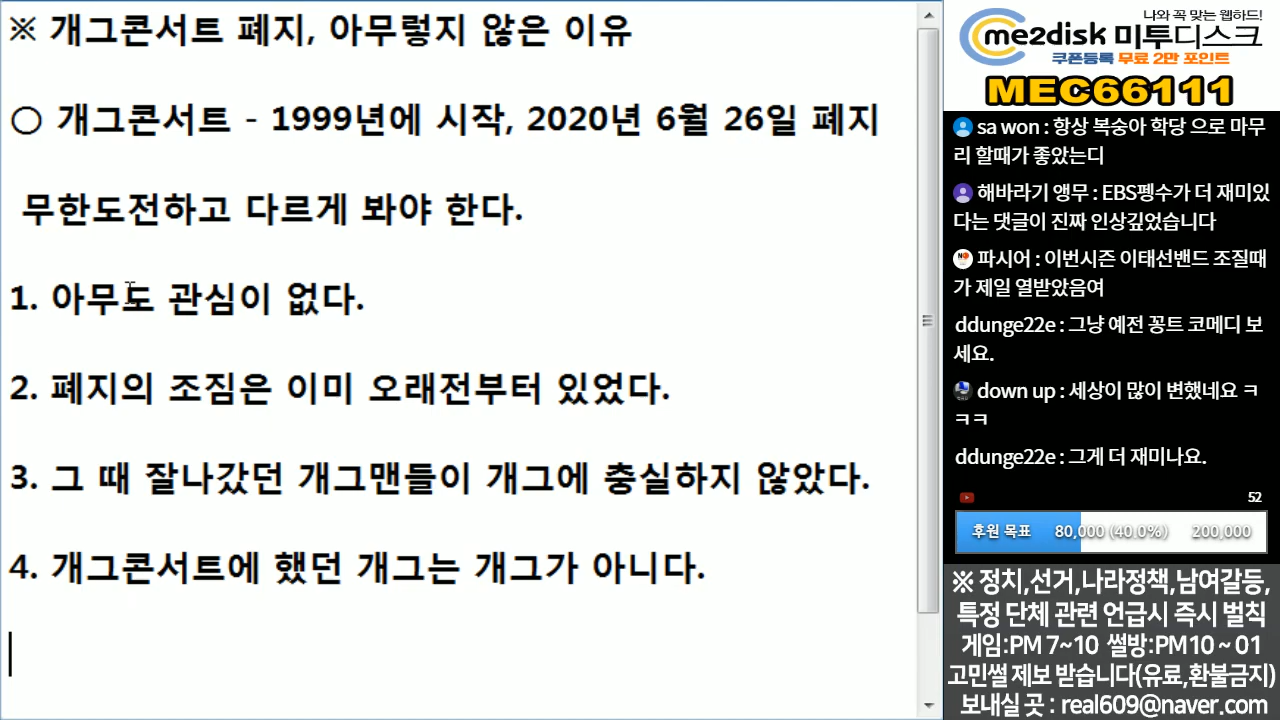 ※ 개그콘서트 폐지, 아무렇지 않은 이유
○ 개그콘서트 - 1999년에 시작, 2020년 6월 26일 폐지
무한도전하고 다르게 봐야 한다.
1. 아무도 관심이 없다.
2. 폐지의 조짐은 이미 오래전부터 있었다.
3. 그 때 잘나갔던 개그맨들이 개그에 충실하지 않았다.
4. 개그콘서트에 했던 개그는 개그가 아니다.
나와 꼭 맞는 웹하드!
me2disk 미투디스크
쿠폰등록 무료 2만 포인트
MEC66111
sa won : 항상 복숭아 학당 으로 마무
리 할때가 좋았는디
해바라기 앵무 : EBS펭수가 더 재미있
다는 댓글이 진짜 인상깊었습니다
파시어 : 이번시즌 이태선밴드 조질때
가 제일 열받았음여
ddunge22e : 그냥 예전 꽁트 코메디 보
세요.
down up : 세상이 많이 변했네요 ㅋ
ㅋㅋ
ddunge22e : 그게 더 재미나요.
52
후원 목표 80,000 (40.0%) 200,000
※ 정치,선거,나라정책,남여갈등,
특정 단체 관련 언급시 즉시 벌칙
게임:PM 7~10 썰방:PM10 ~ 01
고민썰 제보 받습니다(유료,환불금지)
보내실 곳 : real609@naver.com